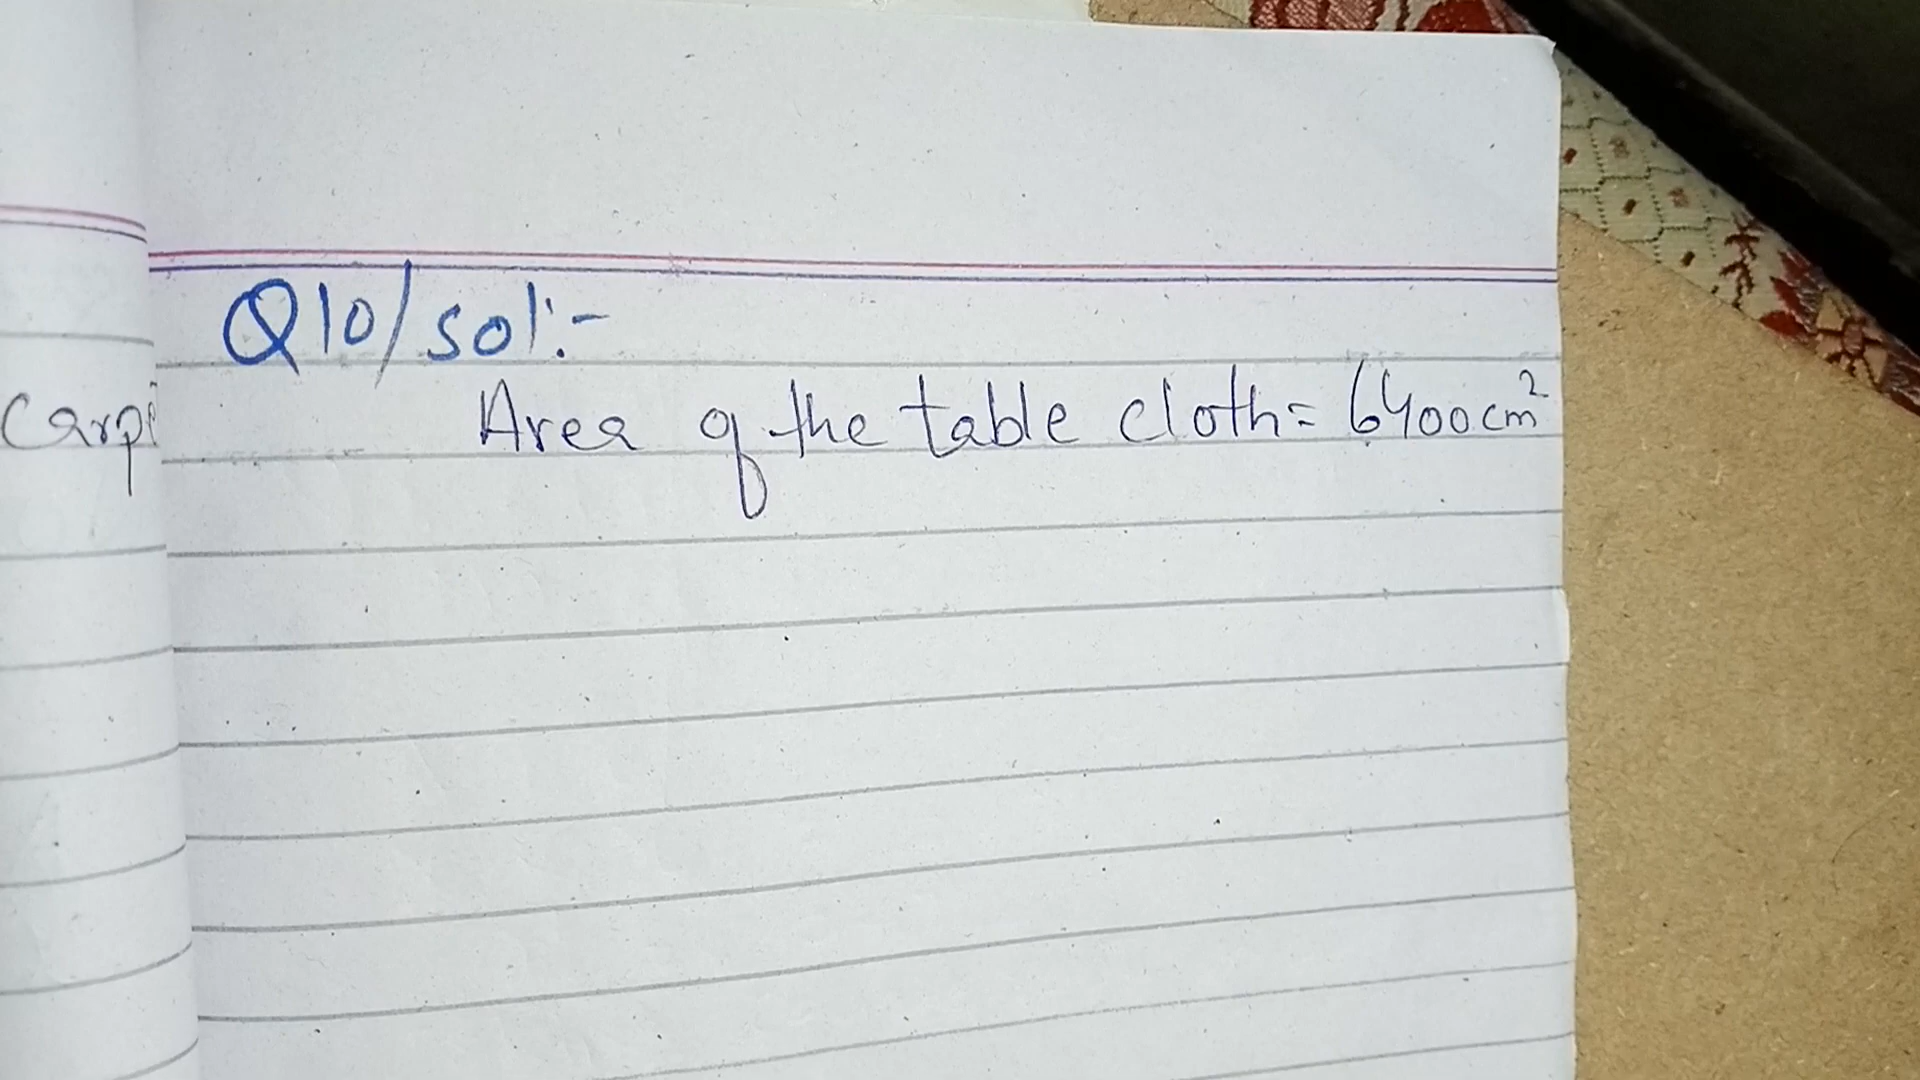 Q10/sol:-
Area of the table cloth = 6400cm²